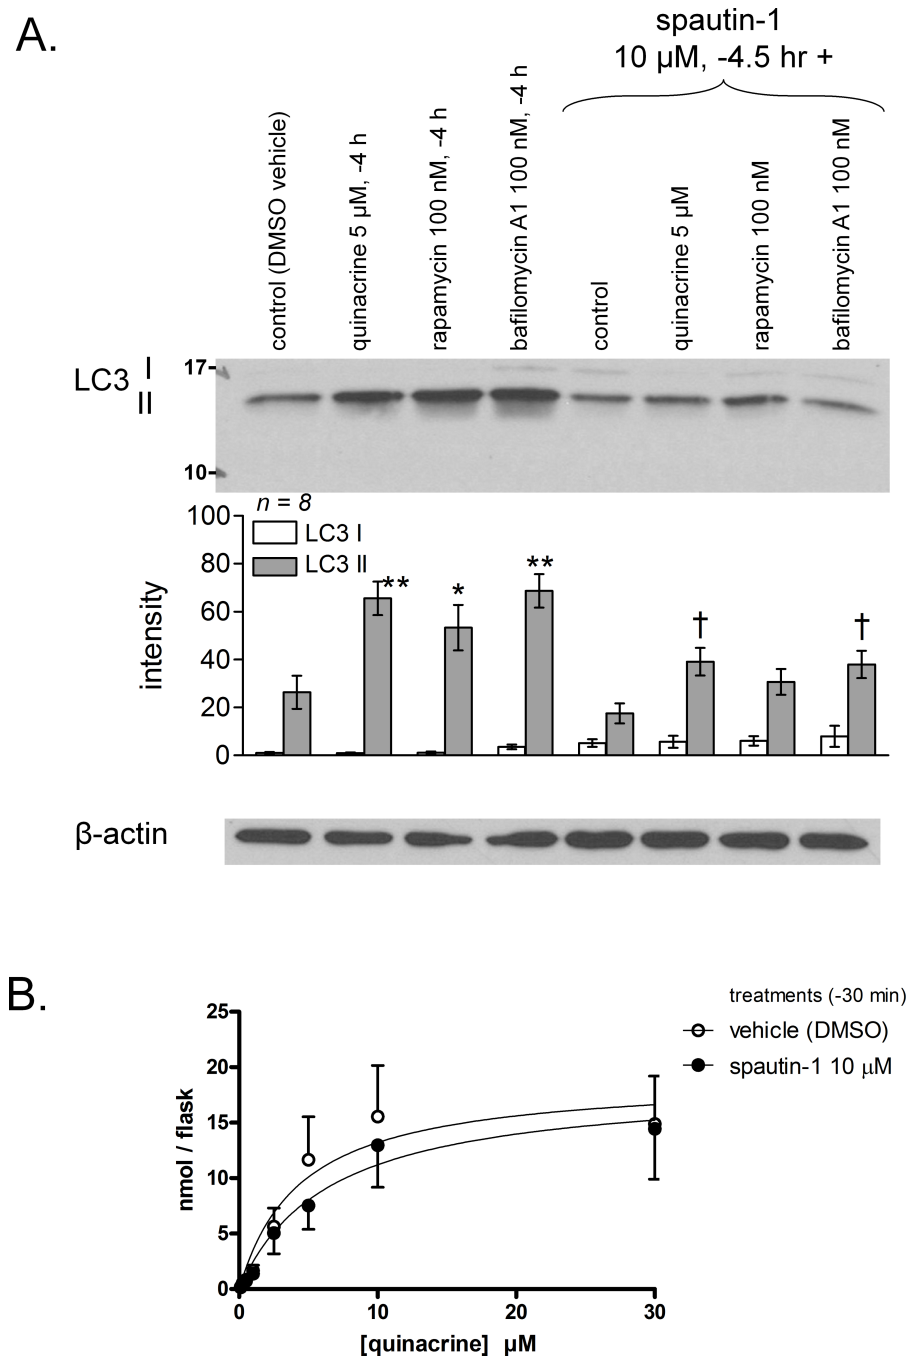 A.
spautin-1
10 µM, -4.5 hr +
control (DMSO vehicle)
quinacrine 5 µM, -4 h
rapamycin 100 nM, -4 h
bafilomycin A1 100 nM, -4 h
control
quinacrine 5 µM
rapamycin 100 nM
bafilomycin A1 100 nM
LC3 I
II
17
10
n = 8
LC3 I
LC3 II
intensity
100
80
60
40
20
0
**
*
**
†
†
β-actin
B.
treatments (-30 min)
vehicle (DMSO)
spautin-1 10 µM
nmol / flask
25
20
15
10
5
0
0 10 20 30
[quinacrine] µM